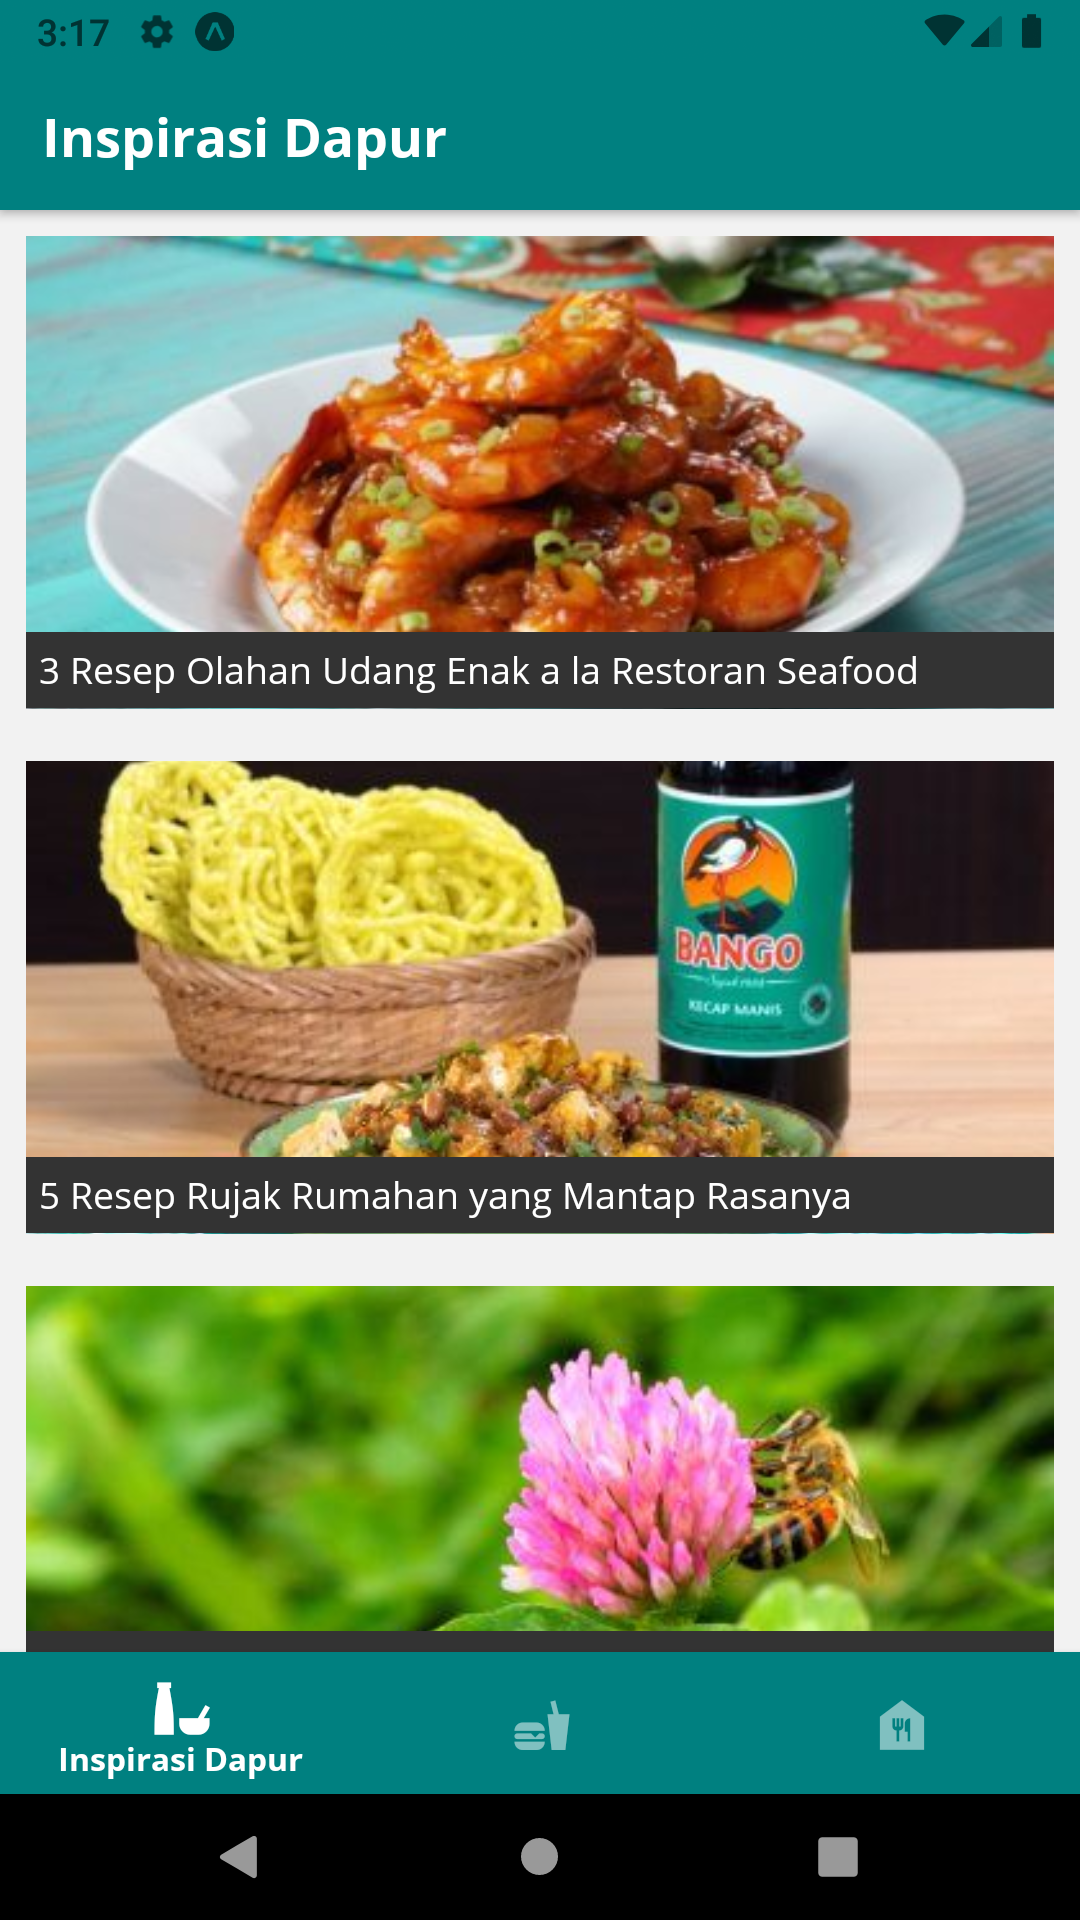 3:17
Inspirasi Dapur
3 Resep Olahan Udang Enak a la Restoran Seafood
BANGO
KECAP MANIS
5 Resep Rujak Rumahan yang Mantap Rasanya
Inspirasi Dapur